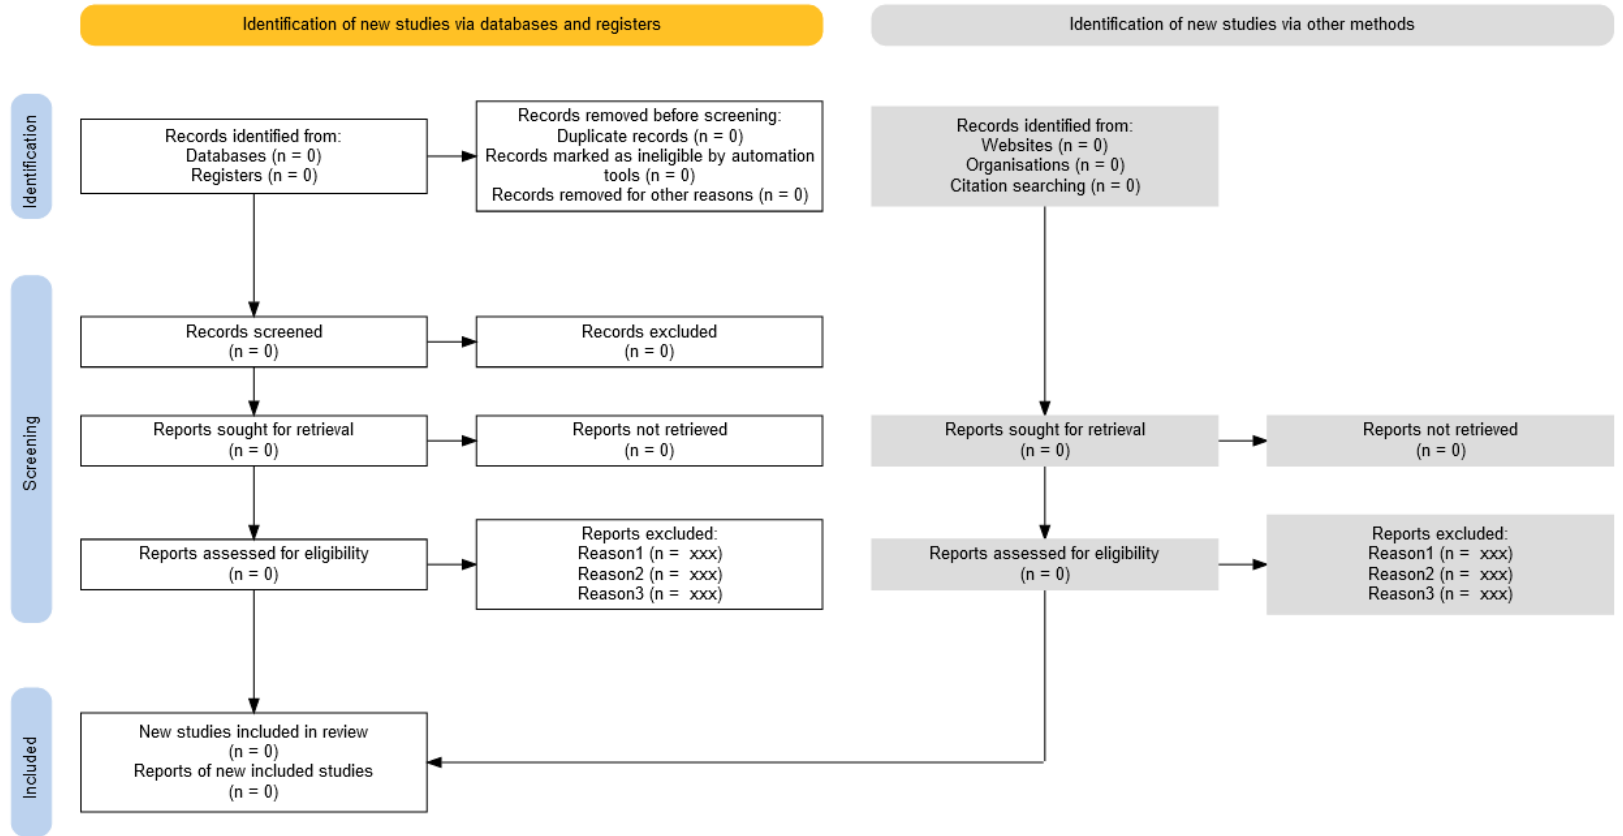 Identification of new studies via databases and registers
Identification of new studies via other methods
Identification
Records identified from:
Databases (n = 0)
Registers (n = 0)
Records removed before screening:
Duplicate records (n = 0)
Records marked as ineligible by automation
tools (n = 0)
Records removed for other reasons (n = 0)
Records identified from:
Websites (n = 0)
Organisations (n = 0)
Citation searching (n = 0)
Screening
Records screened
(n = 0)
Records excluded
(n = 0)
Reports sought for retrieval
(n = 0)
Reports not retrieved
(n = 0)
Reports sought for retrieval
(n = 0)
Reports not retrieved
(n = 0)
Reports assessed for eligibility
(n = 0)
Reports excluded:
Reason1 (n =  xxx)
Reason2 (n =  xxx)
Reason3 (n =  xxx)
Reports assessed for eligibility
(n = 0)
Reports excluded:
Reason1 (n =  xxx)
Reason2 (n =  xxx)
Reason3 (n =  xxx)
Included
New studies included in review
(n = 0)
Reports of new included studies
(n = 0)